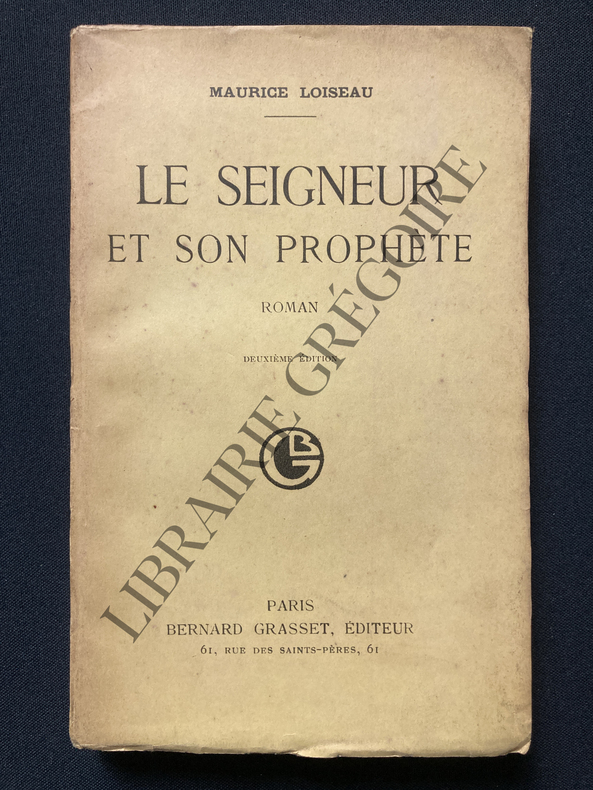 MAURICE LOISEAU
LE SEIGNEUR
ET SON PROPHÈTE
ROMAN
DEUXIÈME ÉDITION
BG
PARIS
BERNARD GRASSET, ÉDITEUR
61, RUE DES SAINTS-PÈRES, 61
LIBRAIRIE GRÉGOIRE